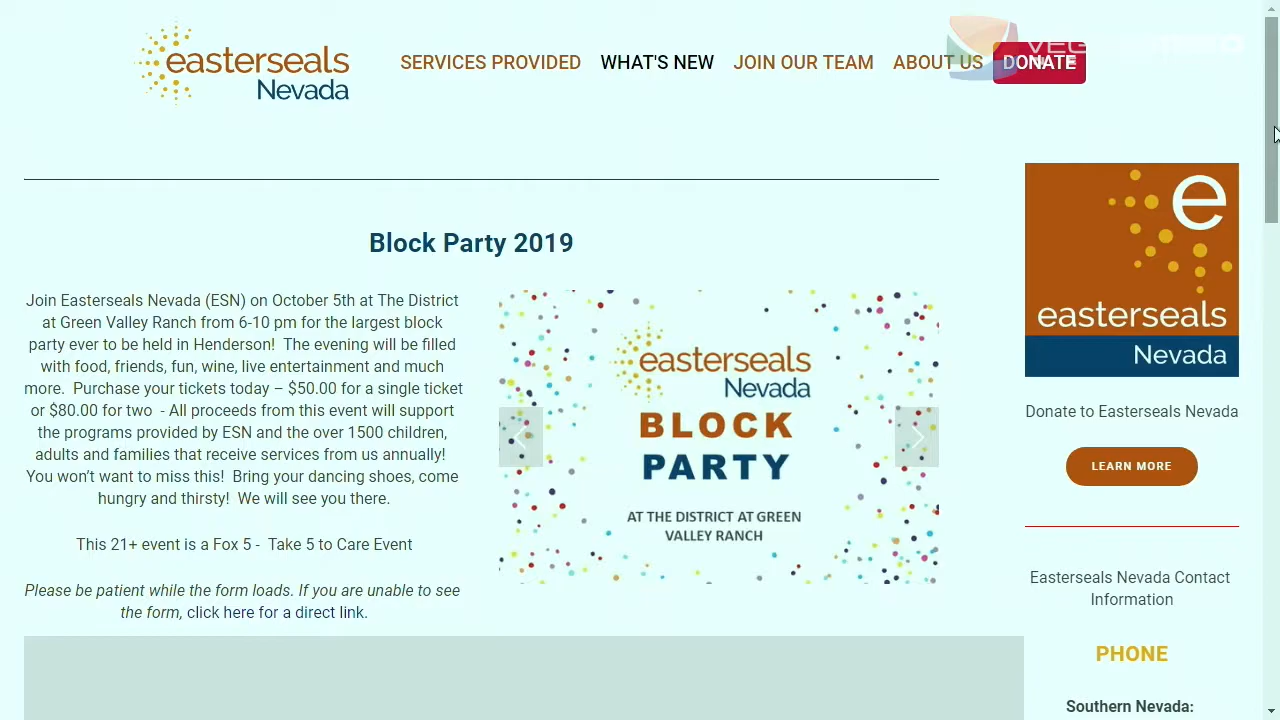 easterseals
Nevada
SERVICES PROVIDED WHAT'S NEW JOIN OUR TEAM ABOUT US DONATE
Block Party 2019
Join Easterseals Nevada (ESN) on October 5th at The District
at Green Valley Ranch from 6-10 pm for the largest block
party ever to be held in Henderson!  The evening will be filled
with food, friends, fun, wine, live entertainment and much
more.  Purchase your tickets today – $50.00 for a single ticket
or $80.00 for two  - All proceeds from this event will support
the programs provided by ESN and the over 1500 children,
adults and families that receive services from us annually!
You won’t want to miss this!  Bring your dancing shoes, come
hungry and thirsty!  We will see you there.
This 21+ event is a Fox 5 -  Take 5 to Care Event
Please be patient while the form loads. If you are unable to see
the form, click here for a direct link.
easterseals
Nevada
BLOCK
PARTY
AT THE DISTRICT AT GREEN
VALLEY RANCH
e
easterseals
Nevada
Donate to Easterseals Nevada
LEARN MORE
Easterseals Nevada Contact
Information
PHONE
Southern Nevada: